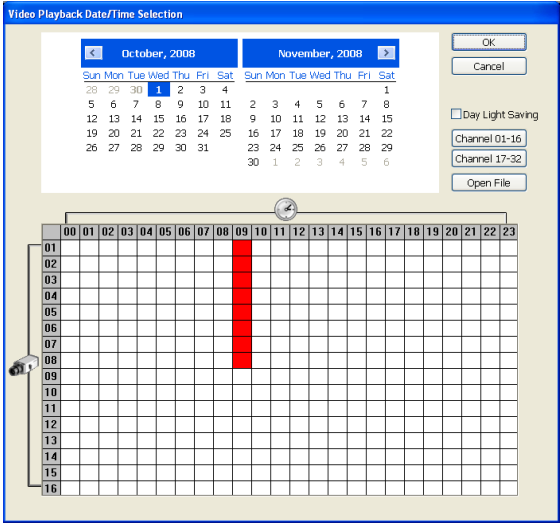 Video Playback Date/Time Selection
October, 2008 November, 2008
Sun Mon Tue Wed Thu Fri Sat Sun Mon Tue Wed Thu Fri Sat
28 29 30 1 2 3 4 1
5 6 7 8 9 10 11 2 3 4 5 6 7 8
12 13 14 15 16 17 18 9 10 11 12 13 14 15
19 20 21 22 23 24 25 16 17 18 19 20 21 22
26 27 28 29 30 31 23 24 25 26 27 28 29
30 1 2 3 4 5 6
OK
Cancel
Day Light Saving
Channel 01-16
Channel 17-32
Open File
00 01 02 03 04 05 06 07 08 09 10 11 12 13 14 15 16 17 18 19 20 21 22 23
01
02
03
04
05
06
07
08
09
10
11
12
13
14
15
16